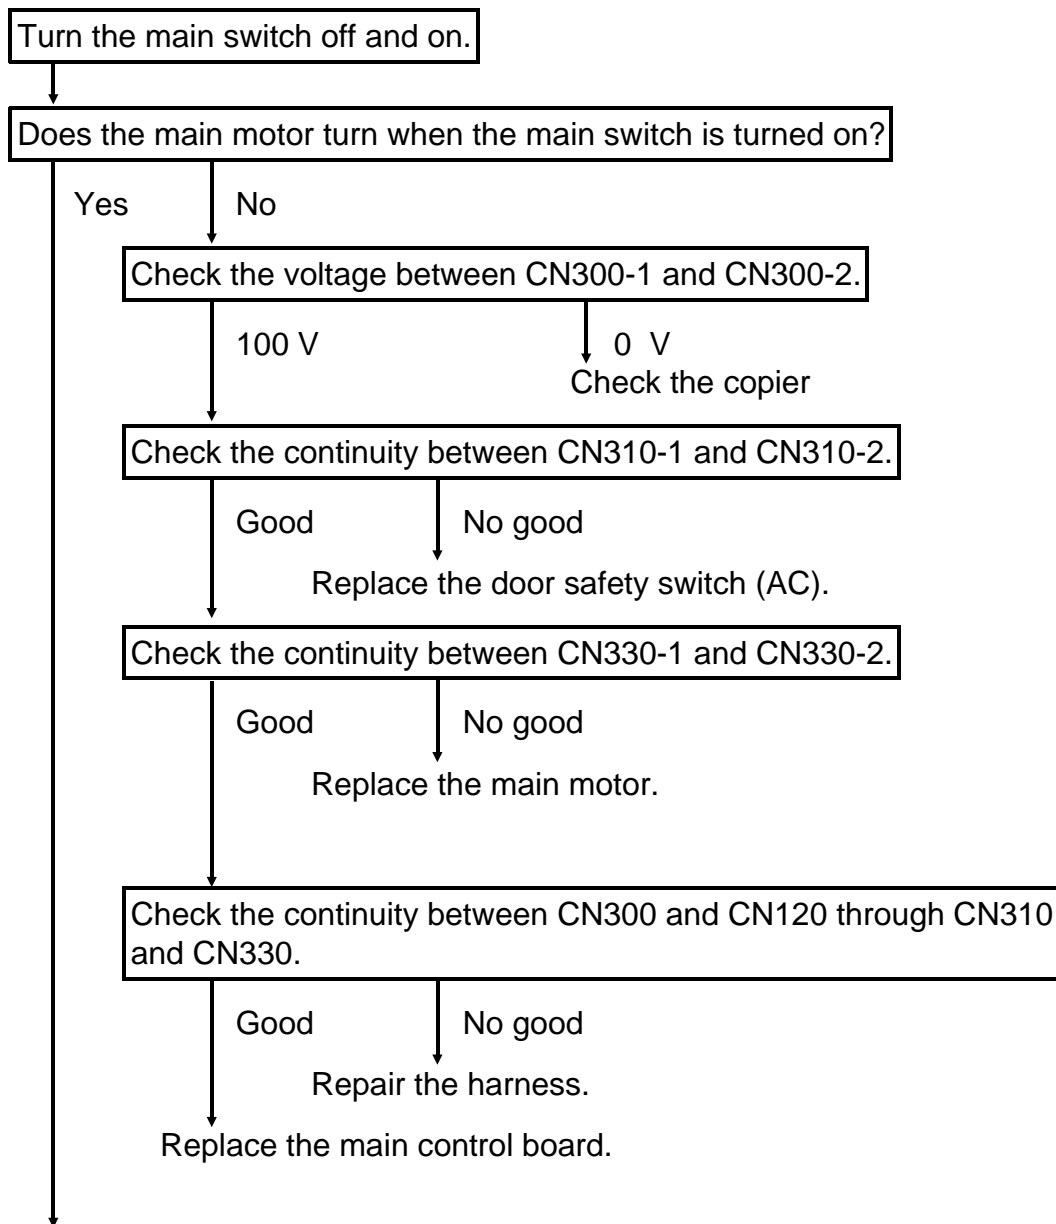 Turn the main switch off and on.
Does the main motor turn when the main switch is turned on?
Yes No
Check the voltage between CN300-1 and CN300-2.
100 V 0 V
Check the copier
Check the continuity between CN310-1 and CN310-2.
Good No good
Replace the door safety switch (AC).
Check the continuity between CN330-1 and CN330-2.
Good No good
Replace the main motor.
Check the continuity between CN300 and CN120 through CN310
and CN330.
Good No good
Repair the harness.
Replace the main control board.